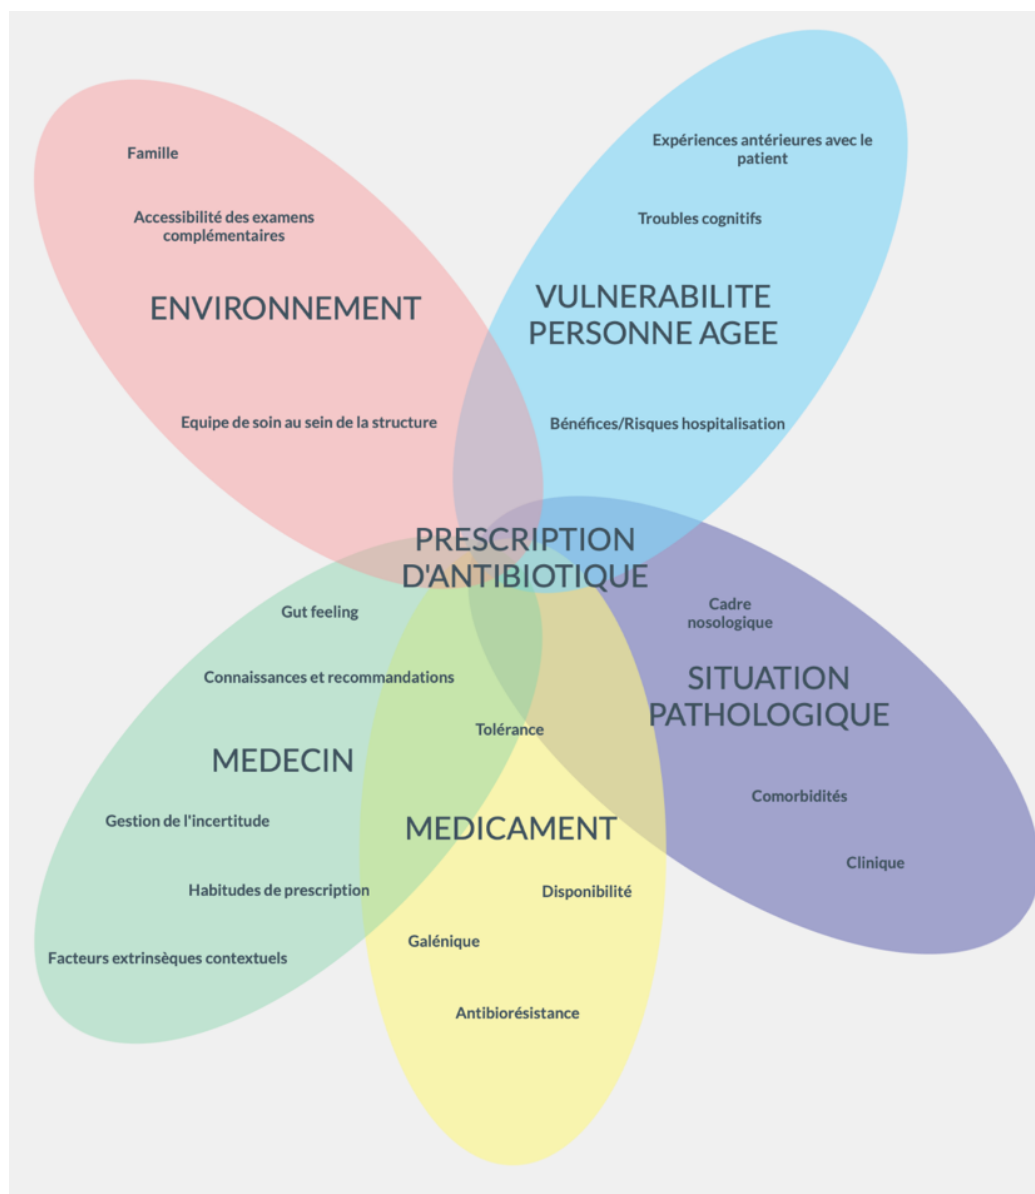 Famille
Accessibilité des examens
complémentaires
ENVIRONNEMENT
Equipe de soin au sein de la structure
Expériences antérieures avec le
patient
Troubles cognitifs
VULNERABILITE
PERSONNE AGEE
Bénéfices/Risques hospitalisation
PRESCRIPTION
D'ANTIBIOTIQUE
Gut feeling
Connaissances et recommandations
MEDECIN
Gestion de l'incertitude
Habitudes de prescription
Facteurs extrinsèques contextuels
Tolérance
MEDICAMENT
Disponibilité
Galénique
Antibiorésistance
Cadre
nosologique
SITUATION
PATHOLOGIQUE
Comorbidités
Clinique